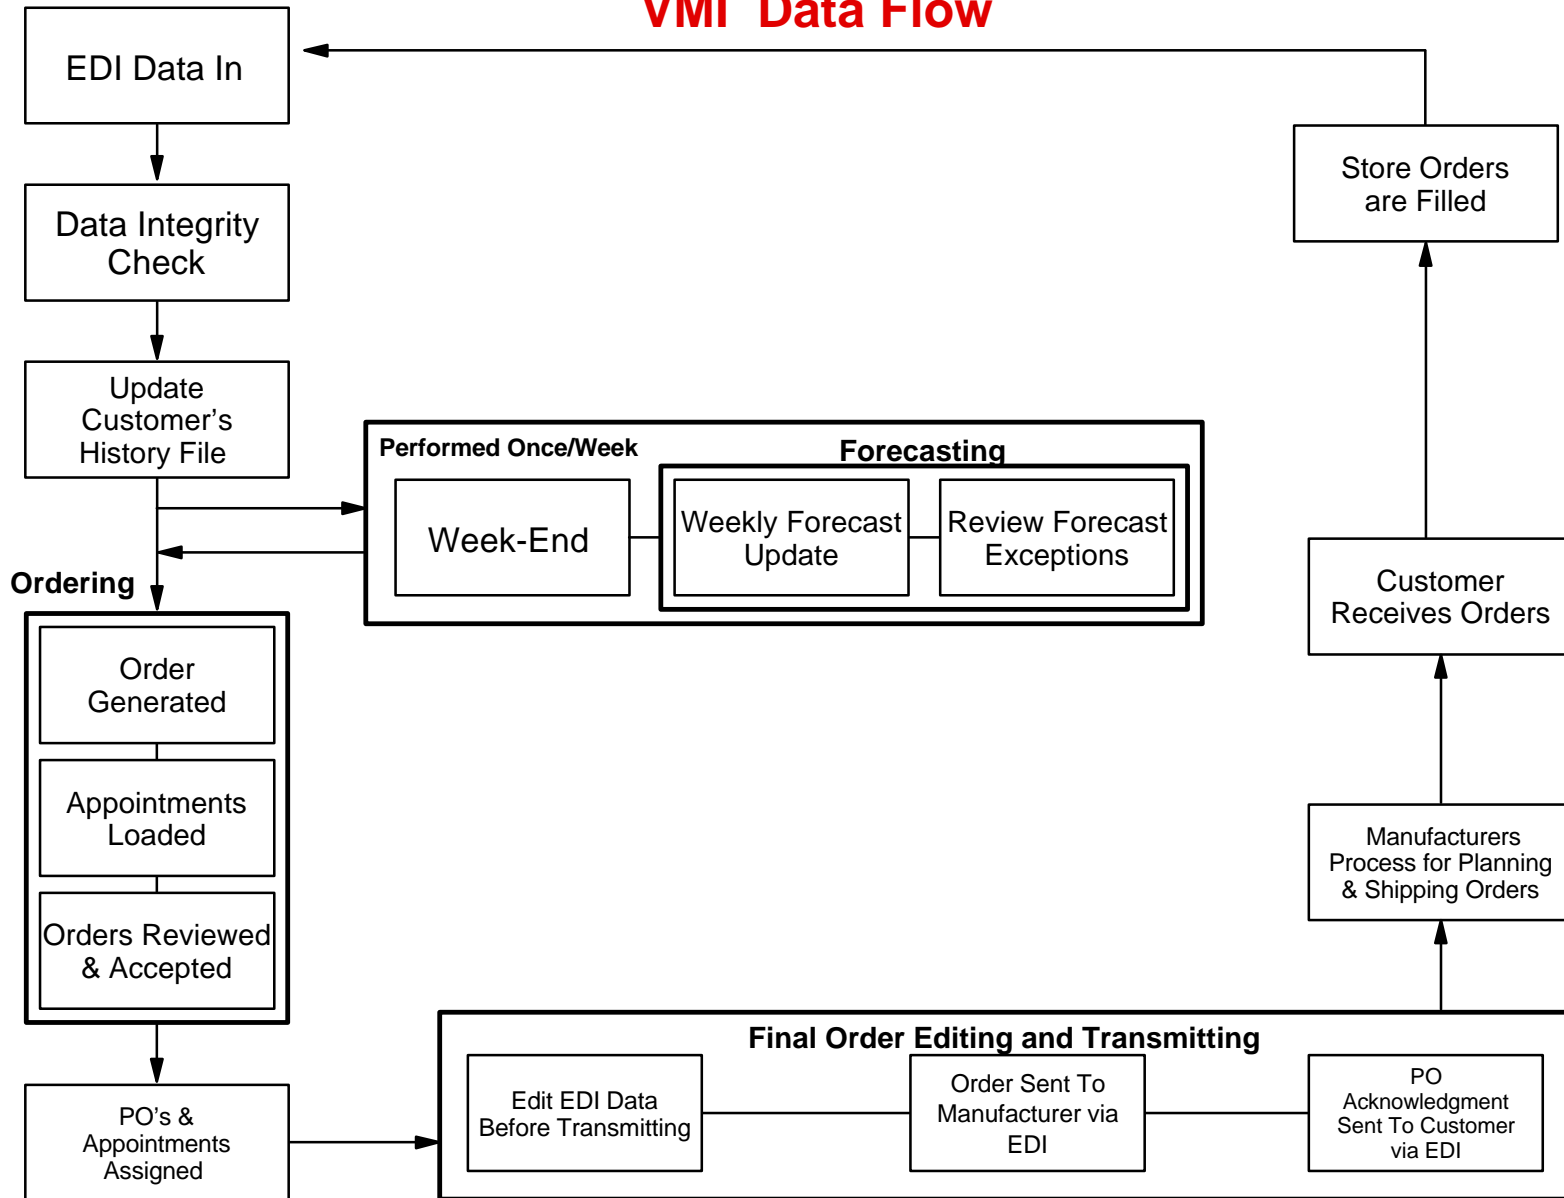 VMI Data Flow
EDI Data In
Data Integrity
Check
Update
Customer’s
History File
Performed Once/Week
Forecasting
Week-End
Weekly Forecast
Update
Review Forecast
Exceptions
Ordering
Order
Generated
Appointments
Loaded
Orders Reviewed
& Accepted
PO’s &
Appointments
Assigned
Final Order Editing and Transmitting
Edit EDI Data
Before Transmitting
Order Sent To
Manufacturer via
EDI
PO
Acknowledgment
Sent To Customer
via EDI
Manufacturers
Process for Planning
& Shipping Orders
Customer
Receives Orders
Store Orders
are Filled